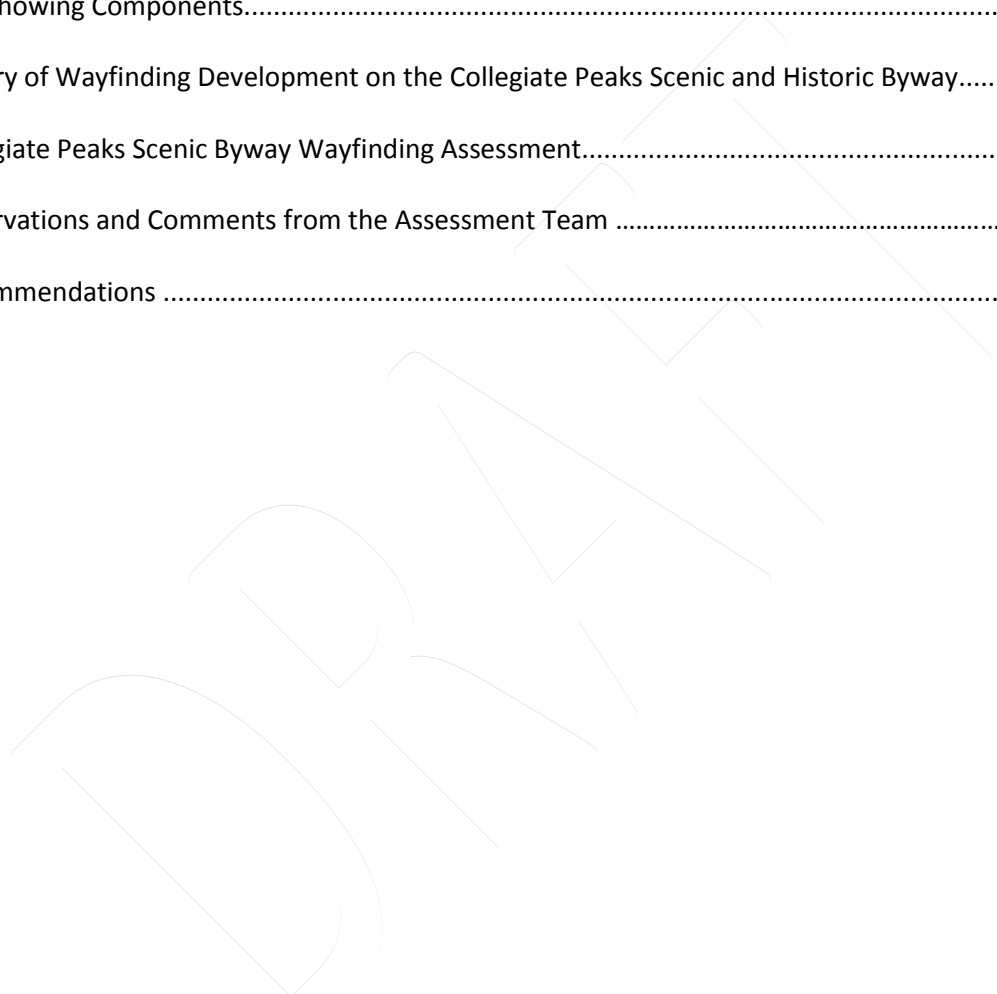 howing Components
ry of Wayfinding Development on the Collegiate Peaks Scenic and Historic Byway.....
giate Peaks Scenic Byway Wayfinding Assessment
rvations and Comments from the Assessment Team
mmendations
DRAFT